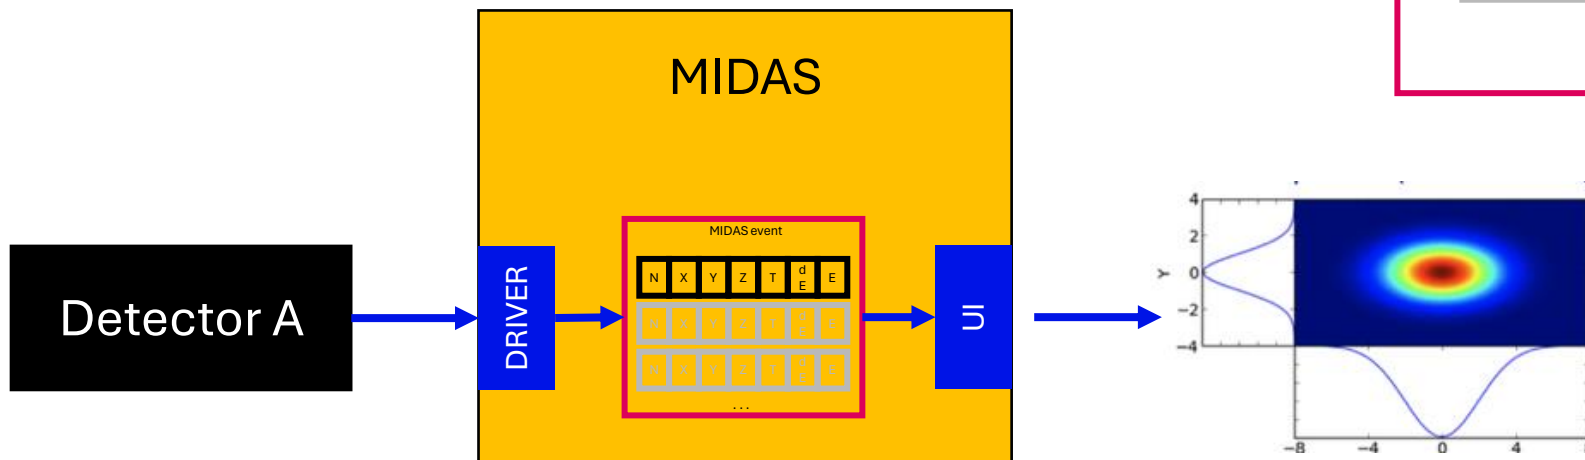 MIDAS
MIDAS event
N X Y Z T d E E
N X Y Z T d E E
N X Y Z T d E E
...
Detector A
DRIVER
UI
4
2
0
−2
−4
Y
−8 −4 0 4